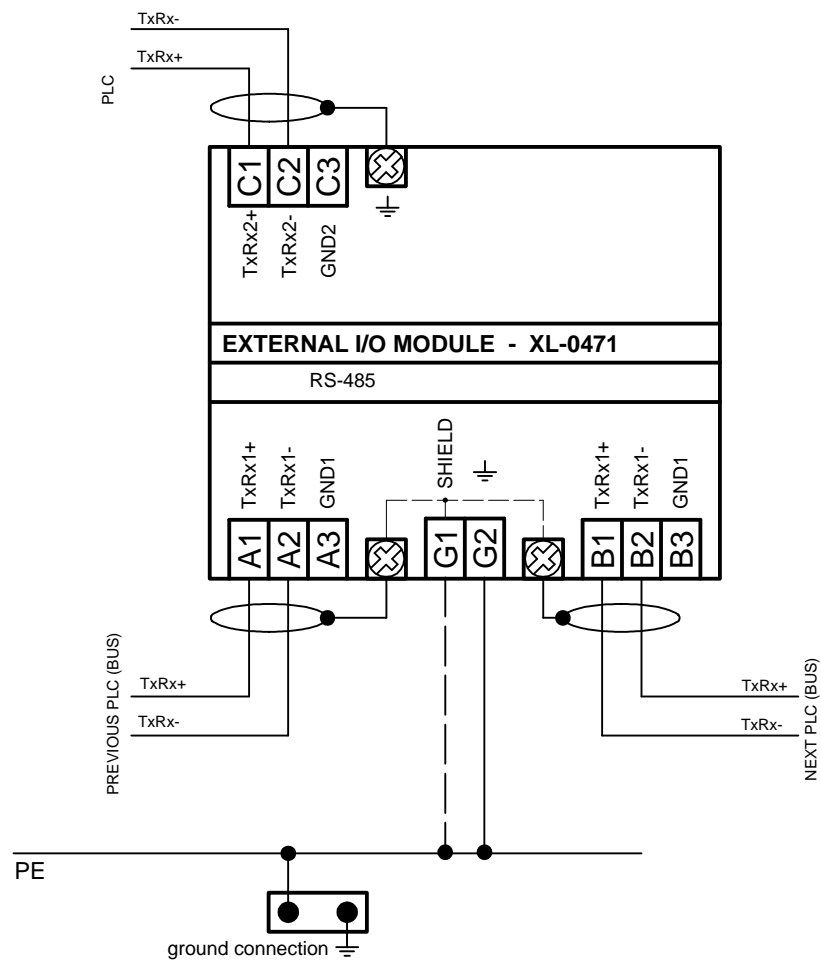 TxRx-
TxRx+
PLC
C1
C2
C3
TxRx2+
TxRx2-
GND2
EXTERNAL I/O MODULE - XL-0471
RS-485
TxRx1+
TxRx1-
GND1
SHIELD
TxRx1+
TxRx1-
GND1
A1
A2
A3
G1
G2
B1
B2
B3
PREVIOUS PLC (BUS)
TxRx+
TxRx-
TxRx+
TxRx-
NEXT PLC (BUS)
PE
ground connection